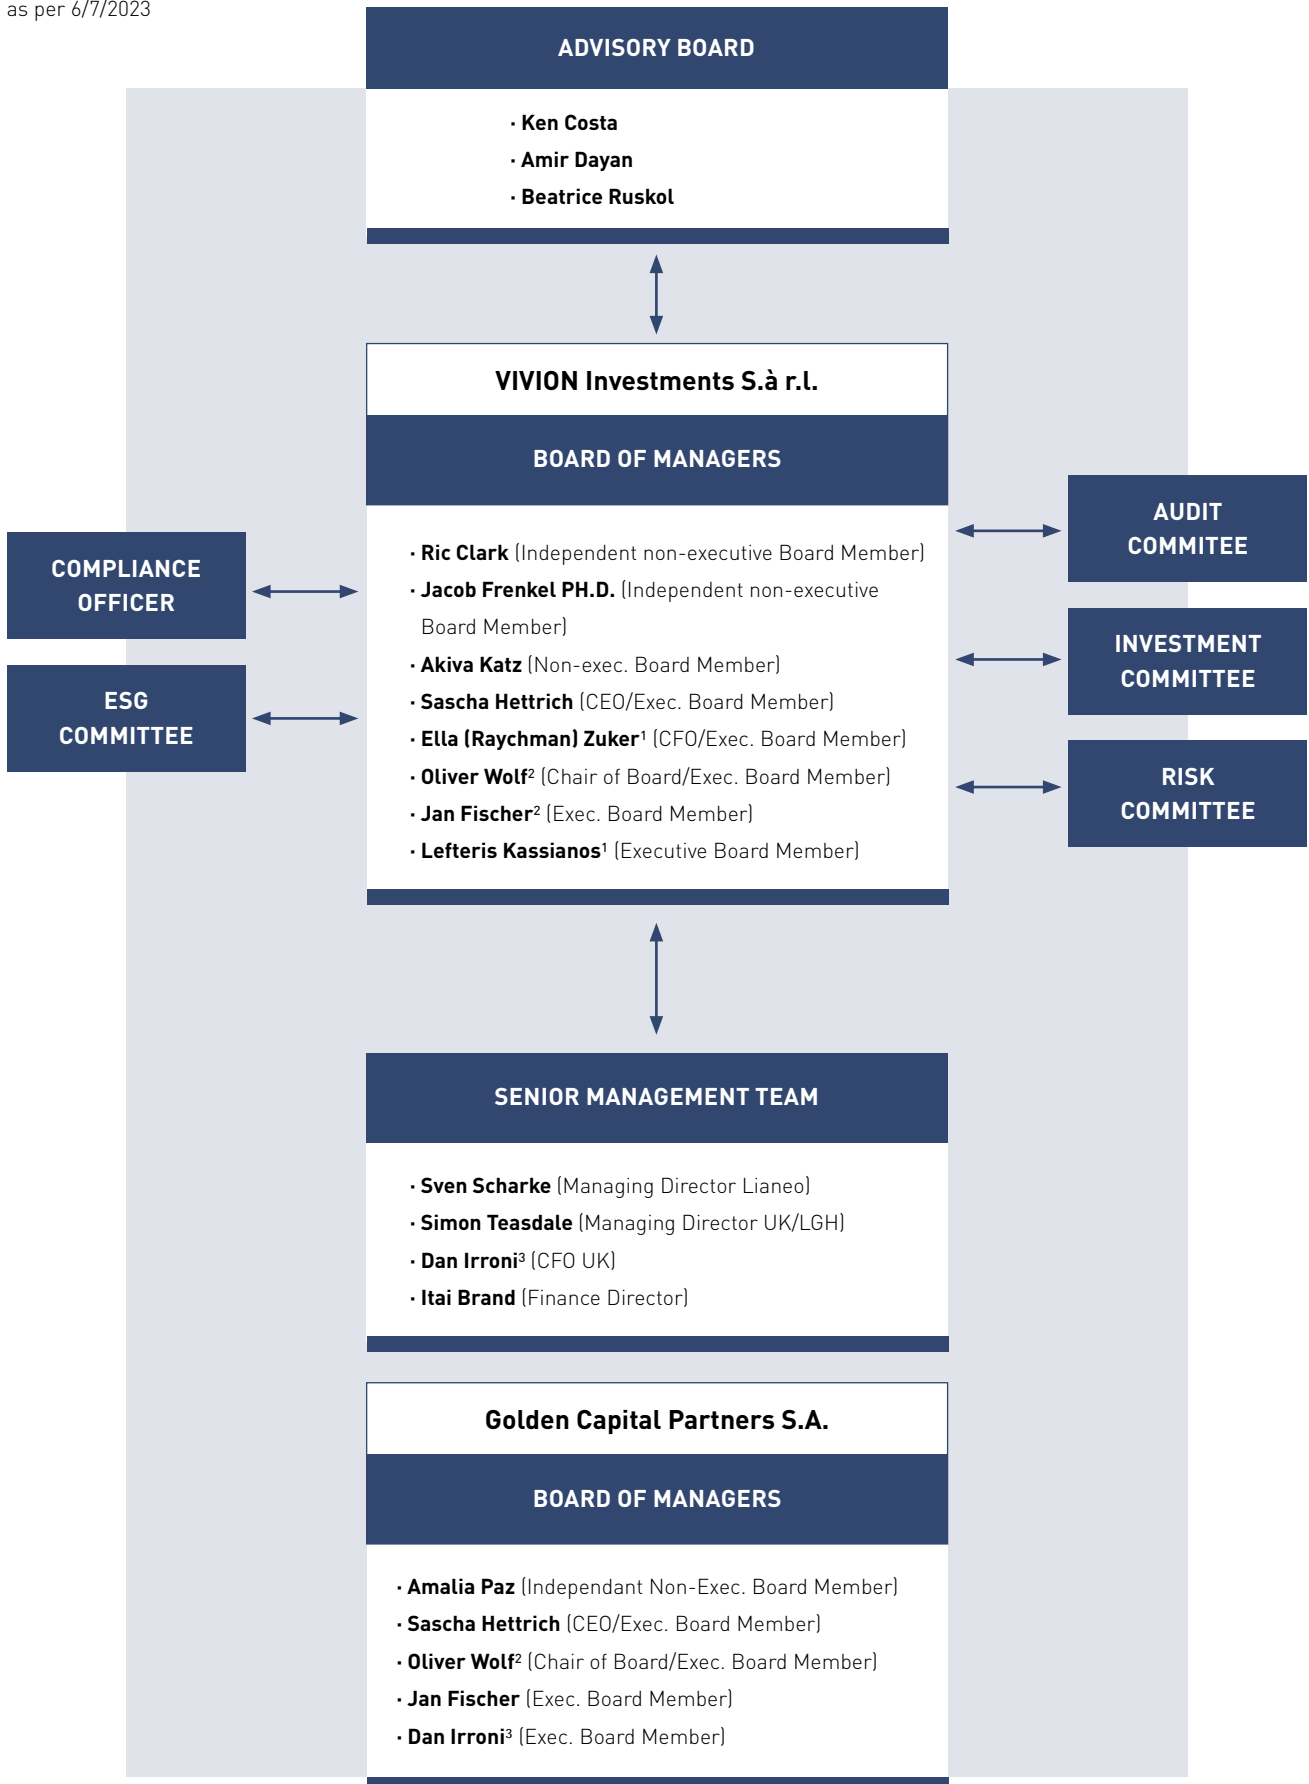 as per 6/7/2023
ADVISORY BOARD
· Ken Costa
· Amir Dayan
· Beatrice Ruskol
VIVION Investments S.à r.l.
BOARD OF MANAGERS
· Ric Clark (Independent non-executive Board Member)
· Jacob Frenkel PH.D. (Independent non-executive
Board Member)
· Akiva Katz (Non-exec. Board Member)
· Sascha Hettrich (CEO/Exec. Board Member)
· Ella (Raychman) Zuker¹ (CFO/Exec. Board Member)
· Oliver Wolf² (Chair of Board/Exec. Board Member)
· Jan Fischer² (Exec. Board Member)
· Lefteris Kassianos¹ (Executive Board Member)
COMPLIANCE
OFFICER
ESG
COMMITTEE
AUDIT
COMMITEE
INVESTMENT
COMMITTEE
RISK
COMMITTEE
SENIOR MANAGEMENT TEAM
· Sven Scharke (Managing Director Lianeo)
· Simon Teasdale (Managing Director UK/LGH)
· Dan Irroni³ (CFO UK)
· Itai Brand (Finance Director)
Golden Capital Partners S.A.
BOARD OF MANAGERS
· Amalia Paz (Independant Non-Exec. Board Member)
· Sascha Hettrich (CEO/Exec. Board Member)
· Oliver Wolf² (Chair of Board/Exec. Board Member)
· Jan Fischer (Exec. Board Member)
· Dan Irroni³ (Exec. Board Member)